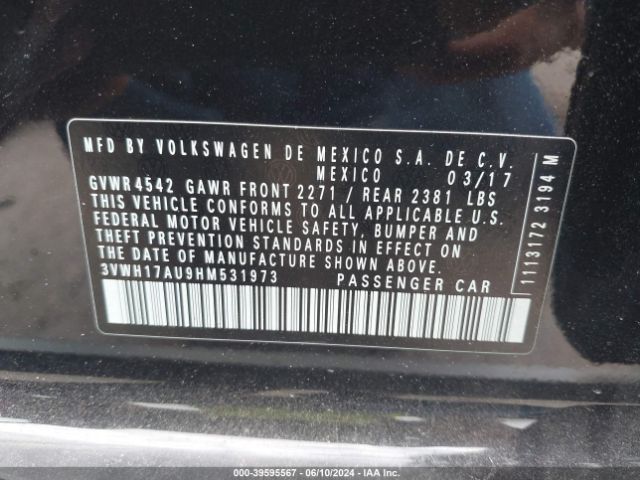 MFD BY VOLKSWAGEN DE MEXICO S.A. DE C.V.
MEXICO 03/17
GVWR 4542 GAWR FRONT 2271 / REAR 2381 LBS
THIS VEHICLE CONFORMS TO ALL APPLICABLE U.S.
FEDERAL MOTOR VEHICLE SAFETY, BUMPER AND
THEFT PREVENTION STANDARDS IN EFFECT ON
THE DATE OF MANUFACTURE SHOWN ABOVE.
3VWH17AU9HM531973 PASSENGER CAR
1113172 3194 M
000-39595567 - 06/10/2024 - IAA Inc.